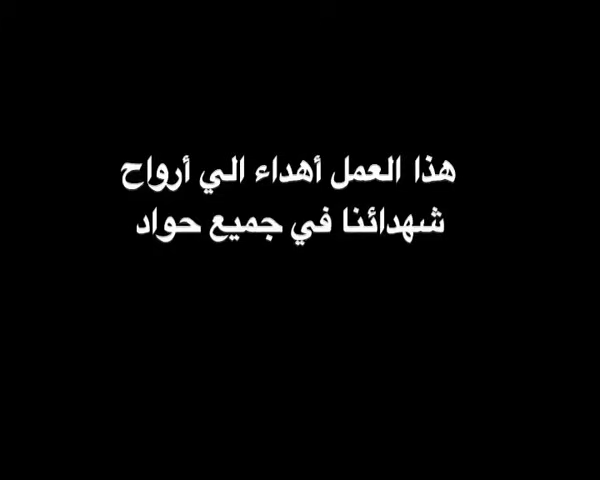 هذا العمل أهداء الي أرواح
شهدائنا في جميع حواد